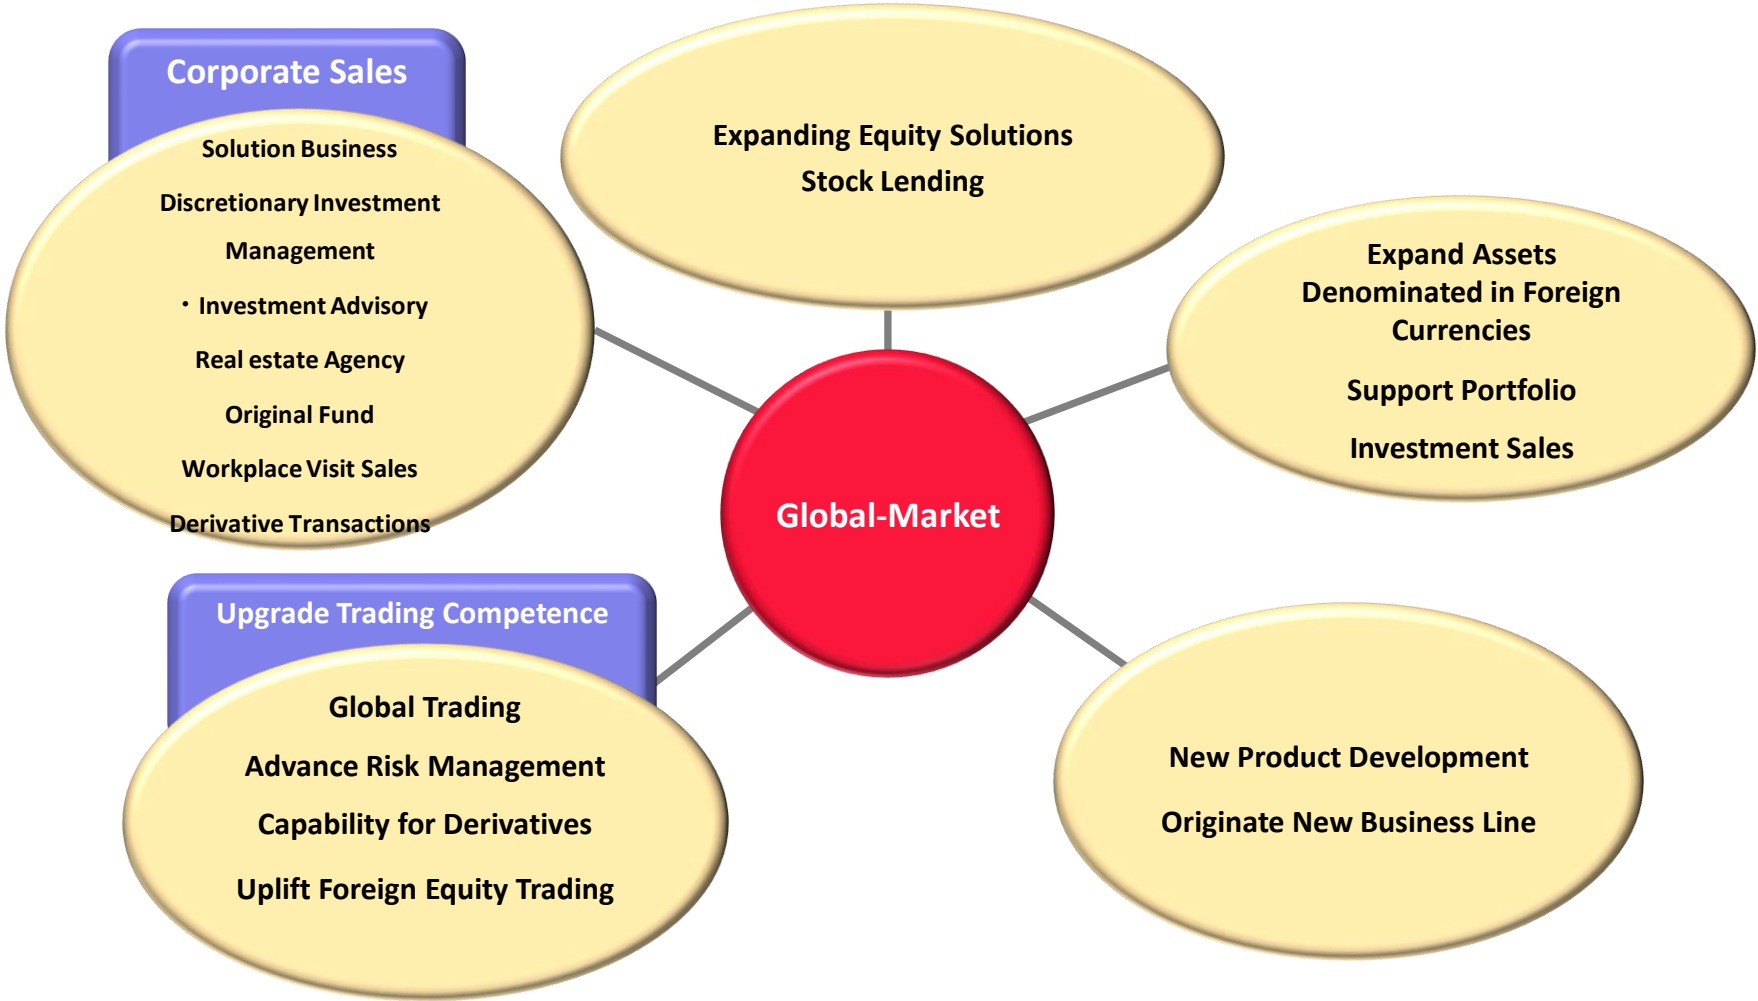 Corporate Sales
Solution Business
Discretionary Investment
Management
・Investment Advisory
Real estate Agency
Original Fund
Workplace Visit Sales
Derivative Transactions
Expanding Equity Solutions
Stock Lending
Expand Assets
Denominated in Foreign
Currencies
Support Portfolio
Investment Sales
Global-Market
Upgrade Trading Competence
Global Trading
Advance Risk Management
Capability for Derivatives
Uplift Foreign Equity Trading
New Product Development
Originate New Business Line